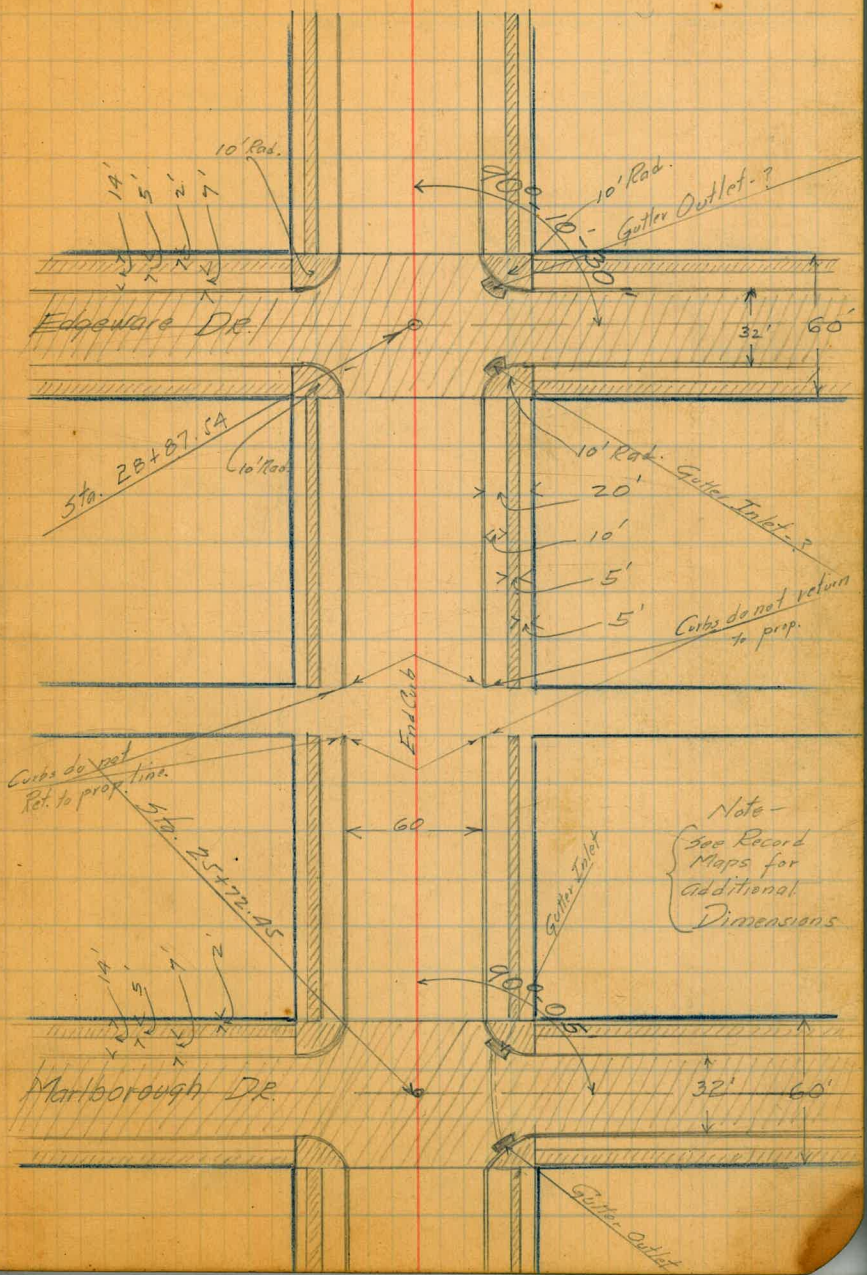 10' Rad.
14'
5'
2'
7'
90°-10'-30"
10' Rad.
Gutter Outlet-?
Edgeware Dr.
32'
60'
Sta. 28+87.54
10' Rad.
10' Rad.
Gutter Inlet-?
20'
10'
5'
5'
Curbs do not return
to prop.
End Curb
Curbs do not
Ret. to prop. line.
Sta. 25+72.45
60
Gutter Inlet
Note-
See Record
Maps for
additional
Dimensions
14'
5'
7'
2'
90°-05'
Marlborough Dr.
32'
60'
Gutter Outlet